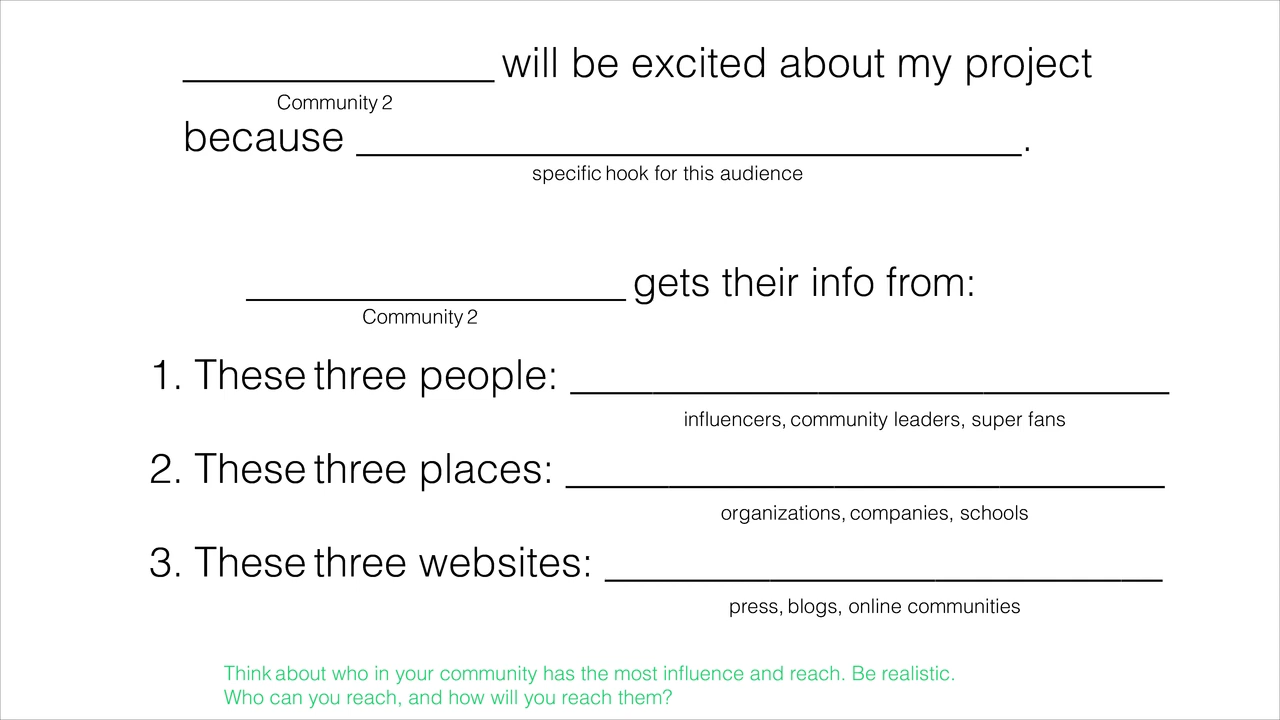 _______________ will be excited about my project
Community 2
because ________________________________.
specific hook for this audience
__________________ gets their info from:
Community 2
1. These three people: _____________________________
influencers, community leaders, super fans
2. These three places: _____________________________
organizations, companies, schools
3. These three websites: ___________________________
press, blogs, online communities
Think about who in your community has the most influence and reach. Be realistic.
Who can you reach, and how will you reach them?